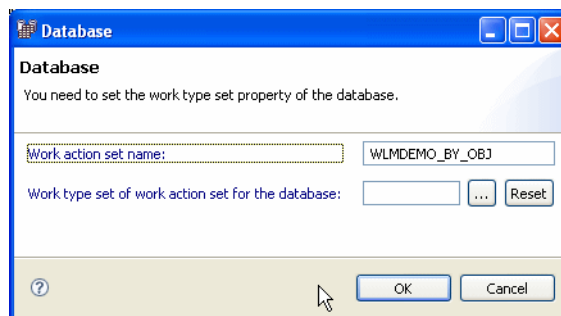 Database
Database
You need to set the work type set property of the database.
Work action set name: WLMDEMO_BY_OBJ
Work type set of work action set for the database: ... Reset
? OK Cancel